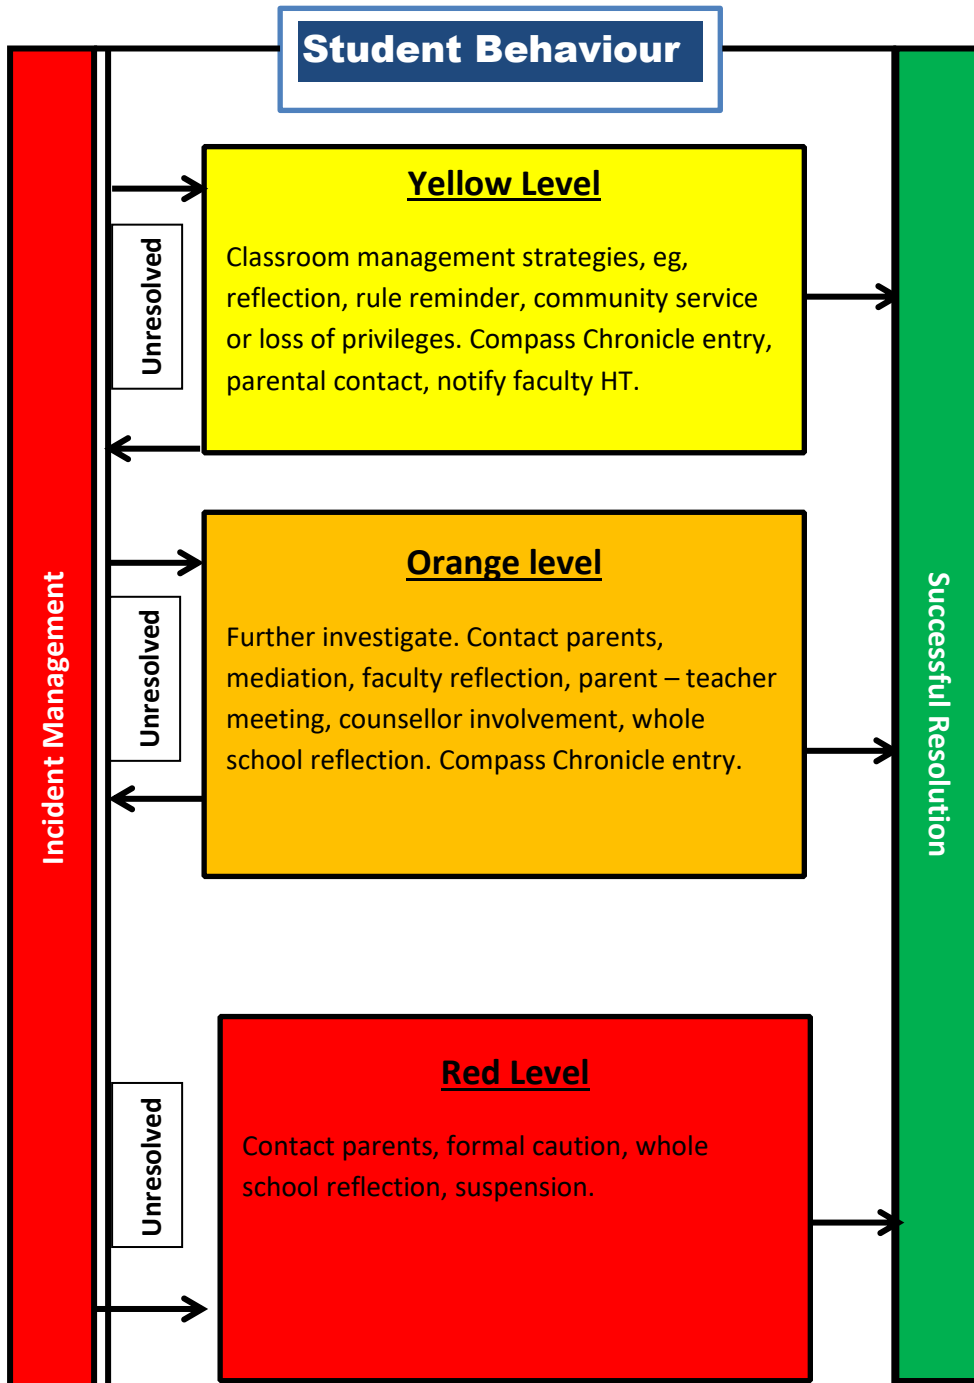 Student Behaviour
Yellow Level
Classroom management strategies, eg,
reflection, rule reminder, community service
or loss of privileges. Compass Chronicle entry,
parental contact, notify faculty HT.
Unresolved
Orange level
Further investigate. Contact parents,
mediation, faculty reflection, parent – teacher
meeting, counsellor involvement, whole
school reflection. Compass Chronicle entry.
Unresolved
Incident Management
Successful Resolution
Red Level
Contact parents, formal caution, whole
school reflection, suspension.
Unresolved